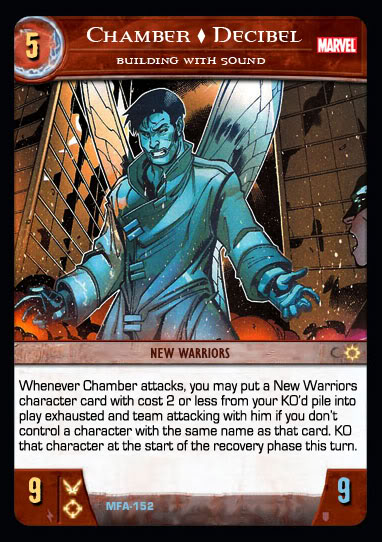 5
CHAMBER ♦ DECIBEL
BUILDING WITH SOUND
MARVEL
NEW WARRIORS
C
Whenever Chamber attacks, you may put a New Warriors
character card with cost 2 or less from your KO'd pile into
play exhausted and team attacking with him if you don't
control a character with the same name as that card. KO
that character at the start of the recovery phase this turn.
9
MFA-152
9